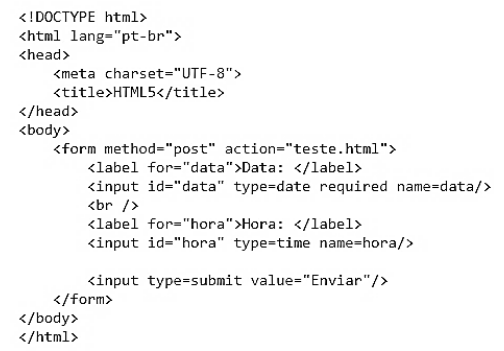 <!DOCTYPE html>
<html lang="pt-br">
<head>
    <meta charset="UTF-8">
    <title>HTML5</title>
</head>
<body>
    <form method="post" action="teste.html">
        <label for="data">Data: </label>
        <input id="data" type=date required name=data/>
        <br />
        <label for="hora">Hora: </label>
        <input id="hora" type=time name=hora/>

        <input type=submit value="Enviar"/>
    </form>
</body>
</html>